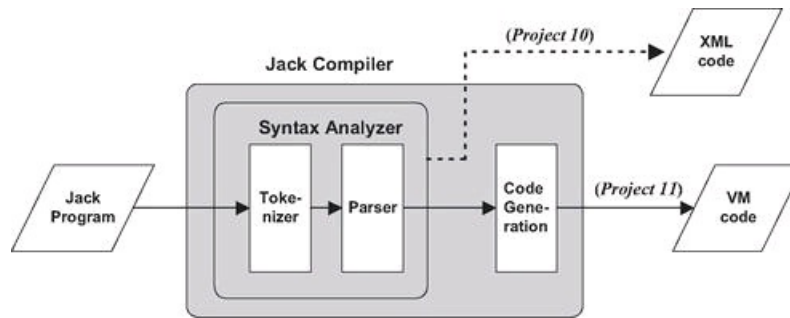 (Project 10)
XML
code
Jack Compiler
Syntax Analyzer
Jack
Program
Toke-
nizer
Parser
Code
Gene-
ration
(Project 11)
VM
code